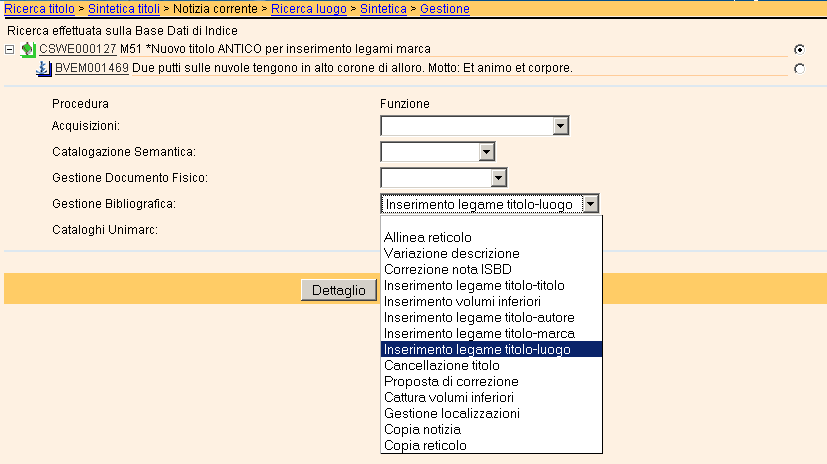 Ricerca titolo > Sintetica titoli > Notizia corrente > Ricerca luogo > Sintetica > Gestione
Ricerca effettuata sulla Base Dati di Indice
CSWE000127 M51 *Nuovo titolo ANTICO per inserimento legami marca
BVEM001469 Due putti sulle nuvole tengono in alto corone di alloro. Motto: Et animo et corpore.
Procedura Funzione
Acquisizioni:
Catalogazione Semantica:
Gestione Documento Fisico:
Gestione Bibliografica: Inserimento legame titolo-luogo
Cataloghi Unimarc:
Allinea reticolo
Variazione descrizione
Correzione nota ISBD
Inserimento legame titolo-titolo
Inserimento volumi inferiori
Inserimento legame titolo-autore
Inserimento legame titolo-marca
Inserimento legame titolo-luogo
Cancellazione titolo
Proposta di correzione
Cattura volumi inferiori
Gestione localizzazioni
Copia notizia
Copia reticolo
Dettaglio